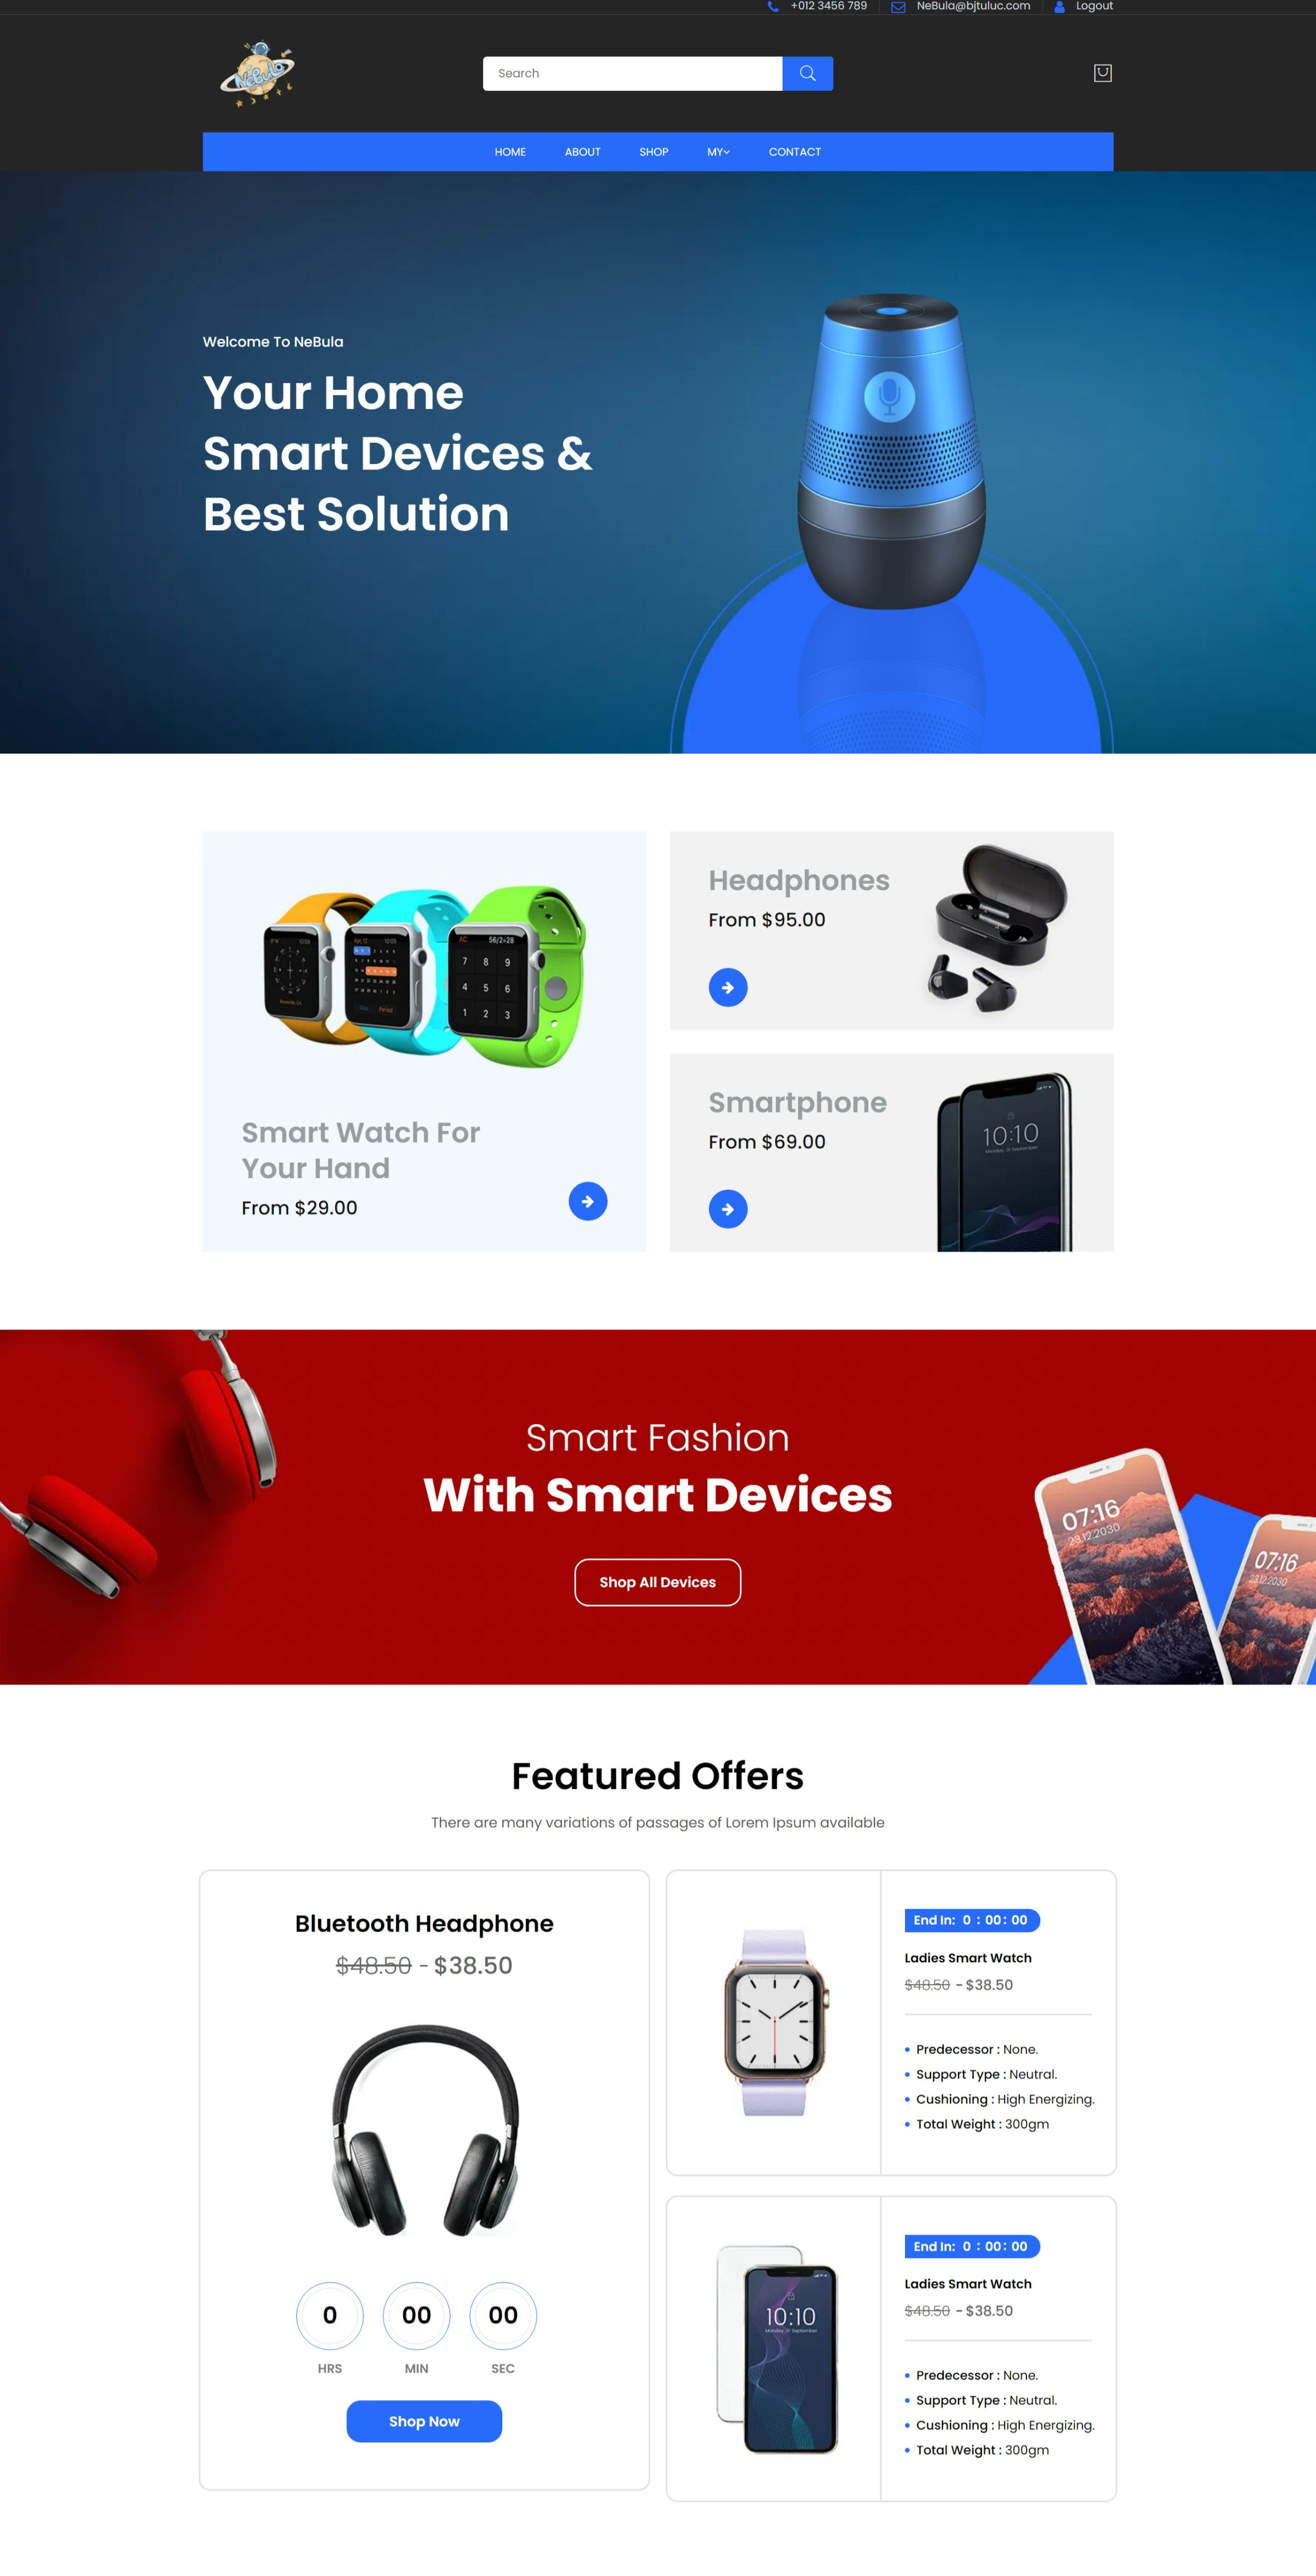 +012 3456 789
NeBula@bjtuluc.com
Logout
NeBula
Search
HOME ABOUT SHOP MY CONTACT
Welcome To NeBula
Your Home
Smart Devices &
Best Solution
Smart Watch For
Your Hand
From $29.00
Headphones
From $95.00
Smartphone
From $69.00
10:10
Smart Fashion
With Smart Devices
Shop All Devices
07:16
23.12.2030
07:16
23.12.2030
Featured Offers
There are many variations of passages of Lorem Ipsum available
Bluetooth Headphone
$48.50 - $38.50
0 00 00
HRS MIN SEC
Shop Now
End In: 0 : 00 : 00
Ladies Smart Watch
$48.50 - $38.50
Predecessor : None.
Support Type : Neutral.
Cushioning : High Energizing.
Total Weight : 300gm
10:10
End In: 0 : 00 : 00
Ladies Smart Watch
$48.50 - $38.50
Predecessor : None.
Support Type : Neutral.
Cushioning : High Energizing.
Total Weight : 300gm